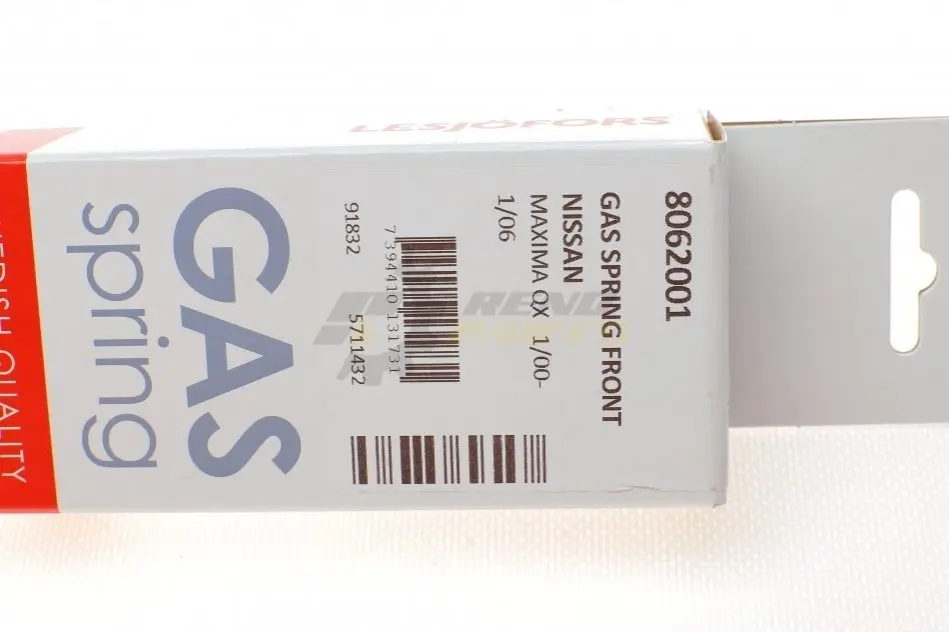 LESJÖFORS
8062001
GAS SPRING FRONT
NISSAN
MAXIMA QX 1/00-
1/06
7 394410 131731
91832 5711432
GAS
spring
QUALITY